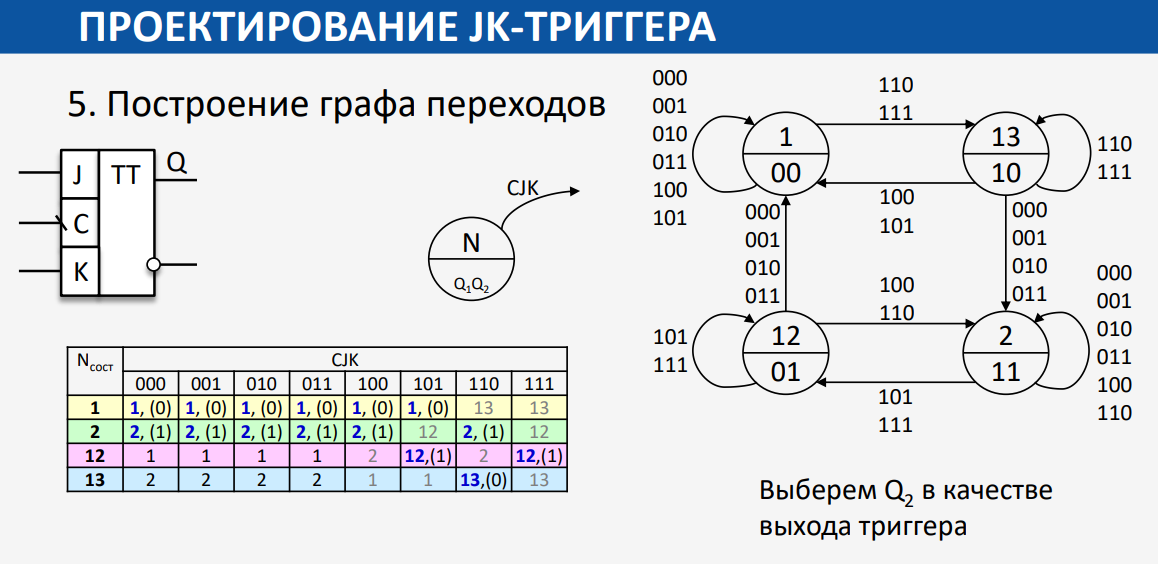 ПРОЕКТИРОВАНИЕ JK-ТРИГГЕРА
5. Построение графа переходов
J
TT
Q
C
K
CJK
N
Q₁Q₂
Nсост
CJK
000 001 010 011 100 101 110 111
1 1, (0) 1, (0) 1, (0) 1, (0) 1, (0) 1, (0) 13 13
2 2, (1) 2, (1) 2, (1) 2, (1) 2, (1) 12 2, (1) 12
12 1 1 1 1 2 12,(1) 2 12,(1)
13 2 2 2 2 1 1 13,(0) 13
000
001
010
011
100
101
1
00
110
111
13
10
110
111
100
101
000
001
010
011
000
001
010
011
101
111
12
01
100
110
2
11
101
111
000
001
010
011
100
110
Выберем Q₂ в качестве
выхода триггера